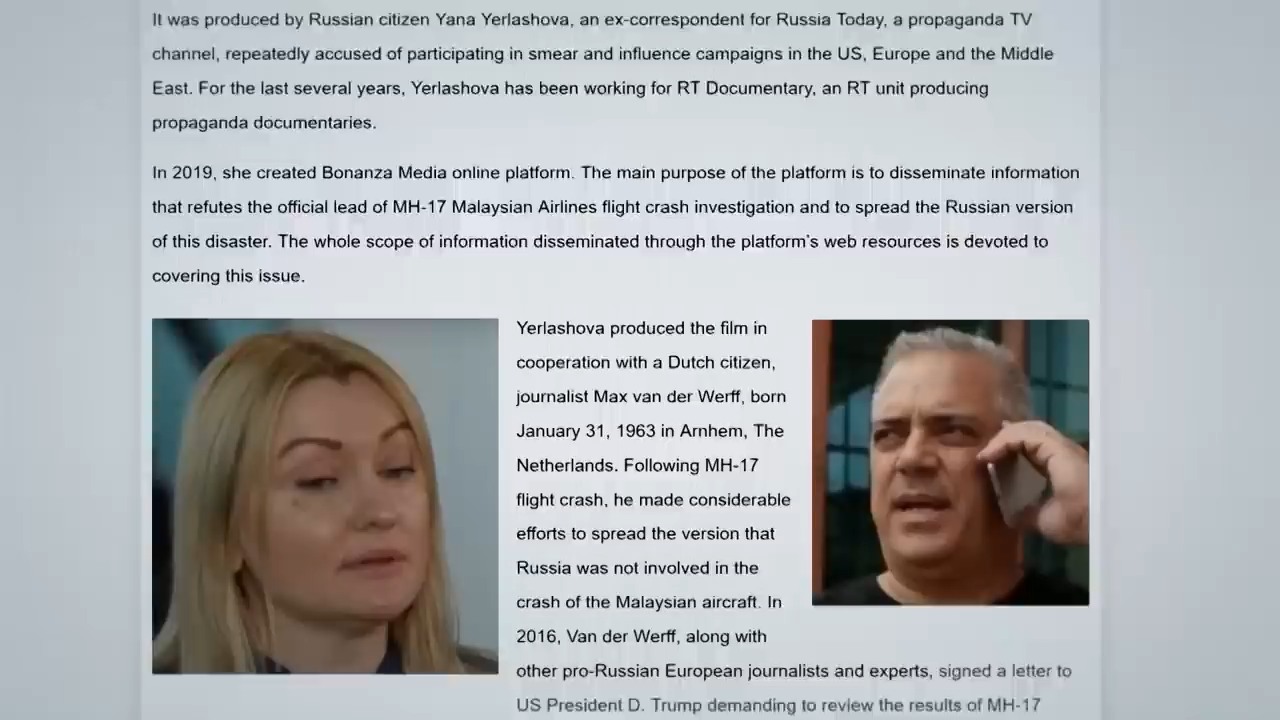 It was produced by Russian citizen Yana Yerlashova, an ex-correspondent for Russia Today, a propaganda TV
channel, repeatedly accused of participating in smear and influence campaigns in the US, Europe and the Middle
East. For the last several years, Yerlashova has been working for RT Documentary, an RT unit producing
propaganda documentaries.
In 2019, she created Bonanza Media online platform. The main purpose of the platform is to disseminate information
that refutes the official lead of MH-17 Malaysian Airlines flight crash investigation and to spread the Russian version
of this disaster. The whole scope of information disseminated through the platform's web resources is devoted to
covering this issue.
Yerlashova produced the film in
cooperation with a Dutch citizen,
journalist Max van der Werff, born
January 31, 1963 in Arnhem, The
Netherlands. Following MH-17
flight crash, he made considerable
efforts to spread the version that
Russia was not involved in the
crash of the Malaysian aircraft. In
2016, Van der Werff, along with
other pro-Russian European journalists and experts, signed a letter to
US President D. Trump demanding to review the results of MH-17